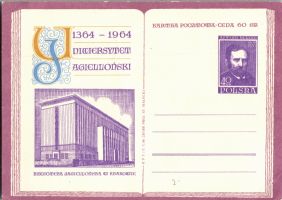 1364 - 1964
UNIWERSYTET
JAGIELLOŃSKI
BIBLIOTEKA JAGIELLOŃSKA W KRAKOWIE
KARTKA POCZTOWA - CENA 60 GR
40
POLSKA